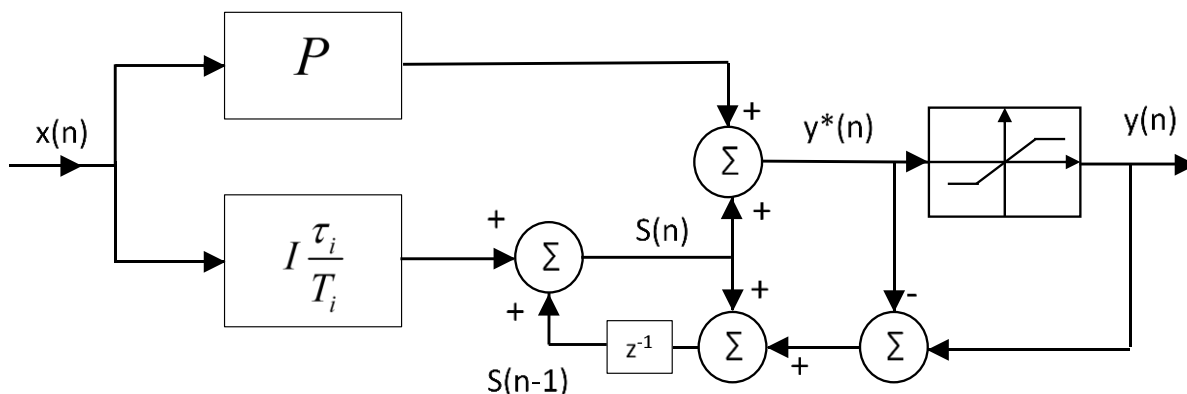 P
x(n)
+
y*(n)
y(n)
Σ
I τᵢ/Tᵢ
+
S(n)
+
Σ
+
+
-
Σ
z⁻¹
Σ
+
Σ
S(n-1)